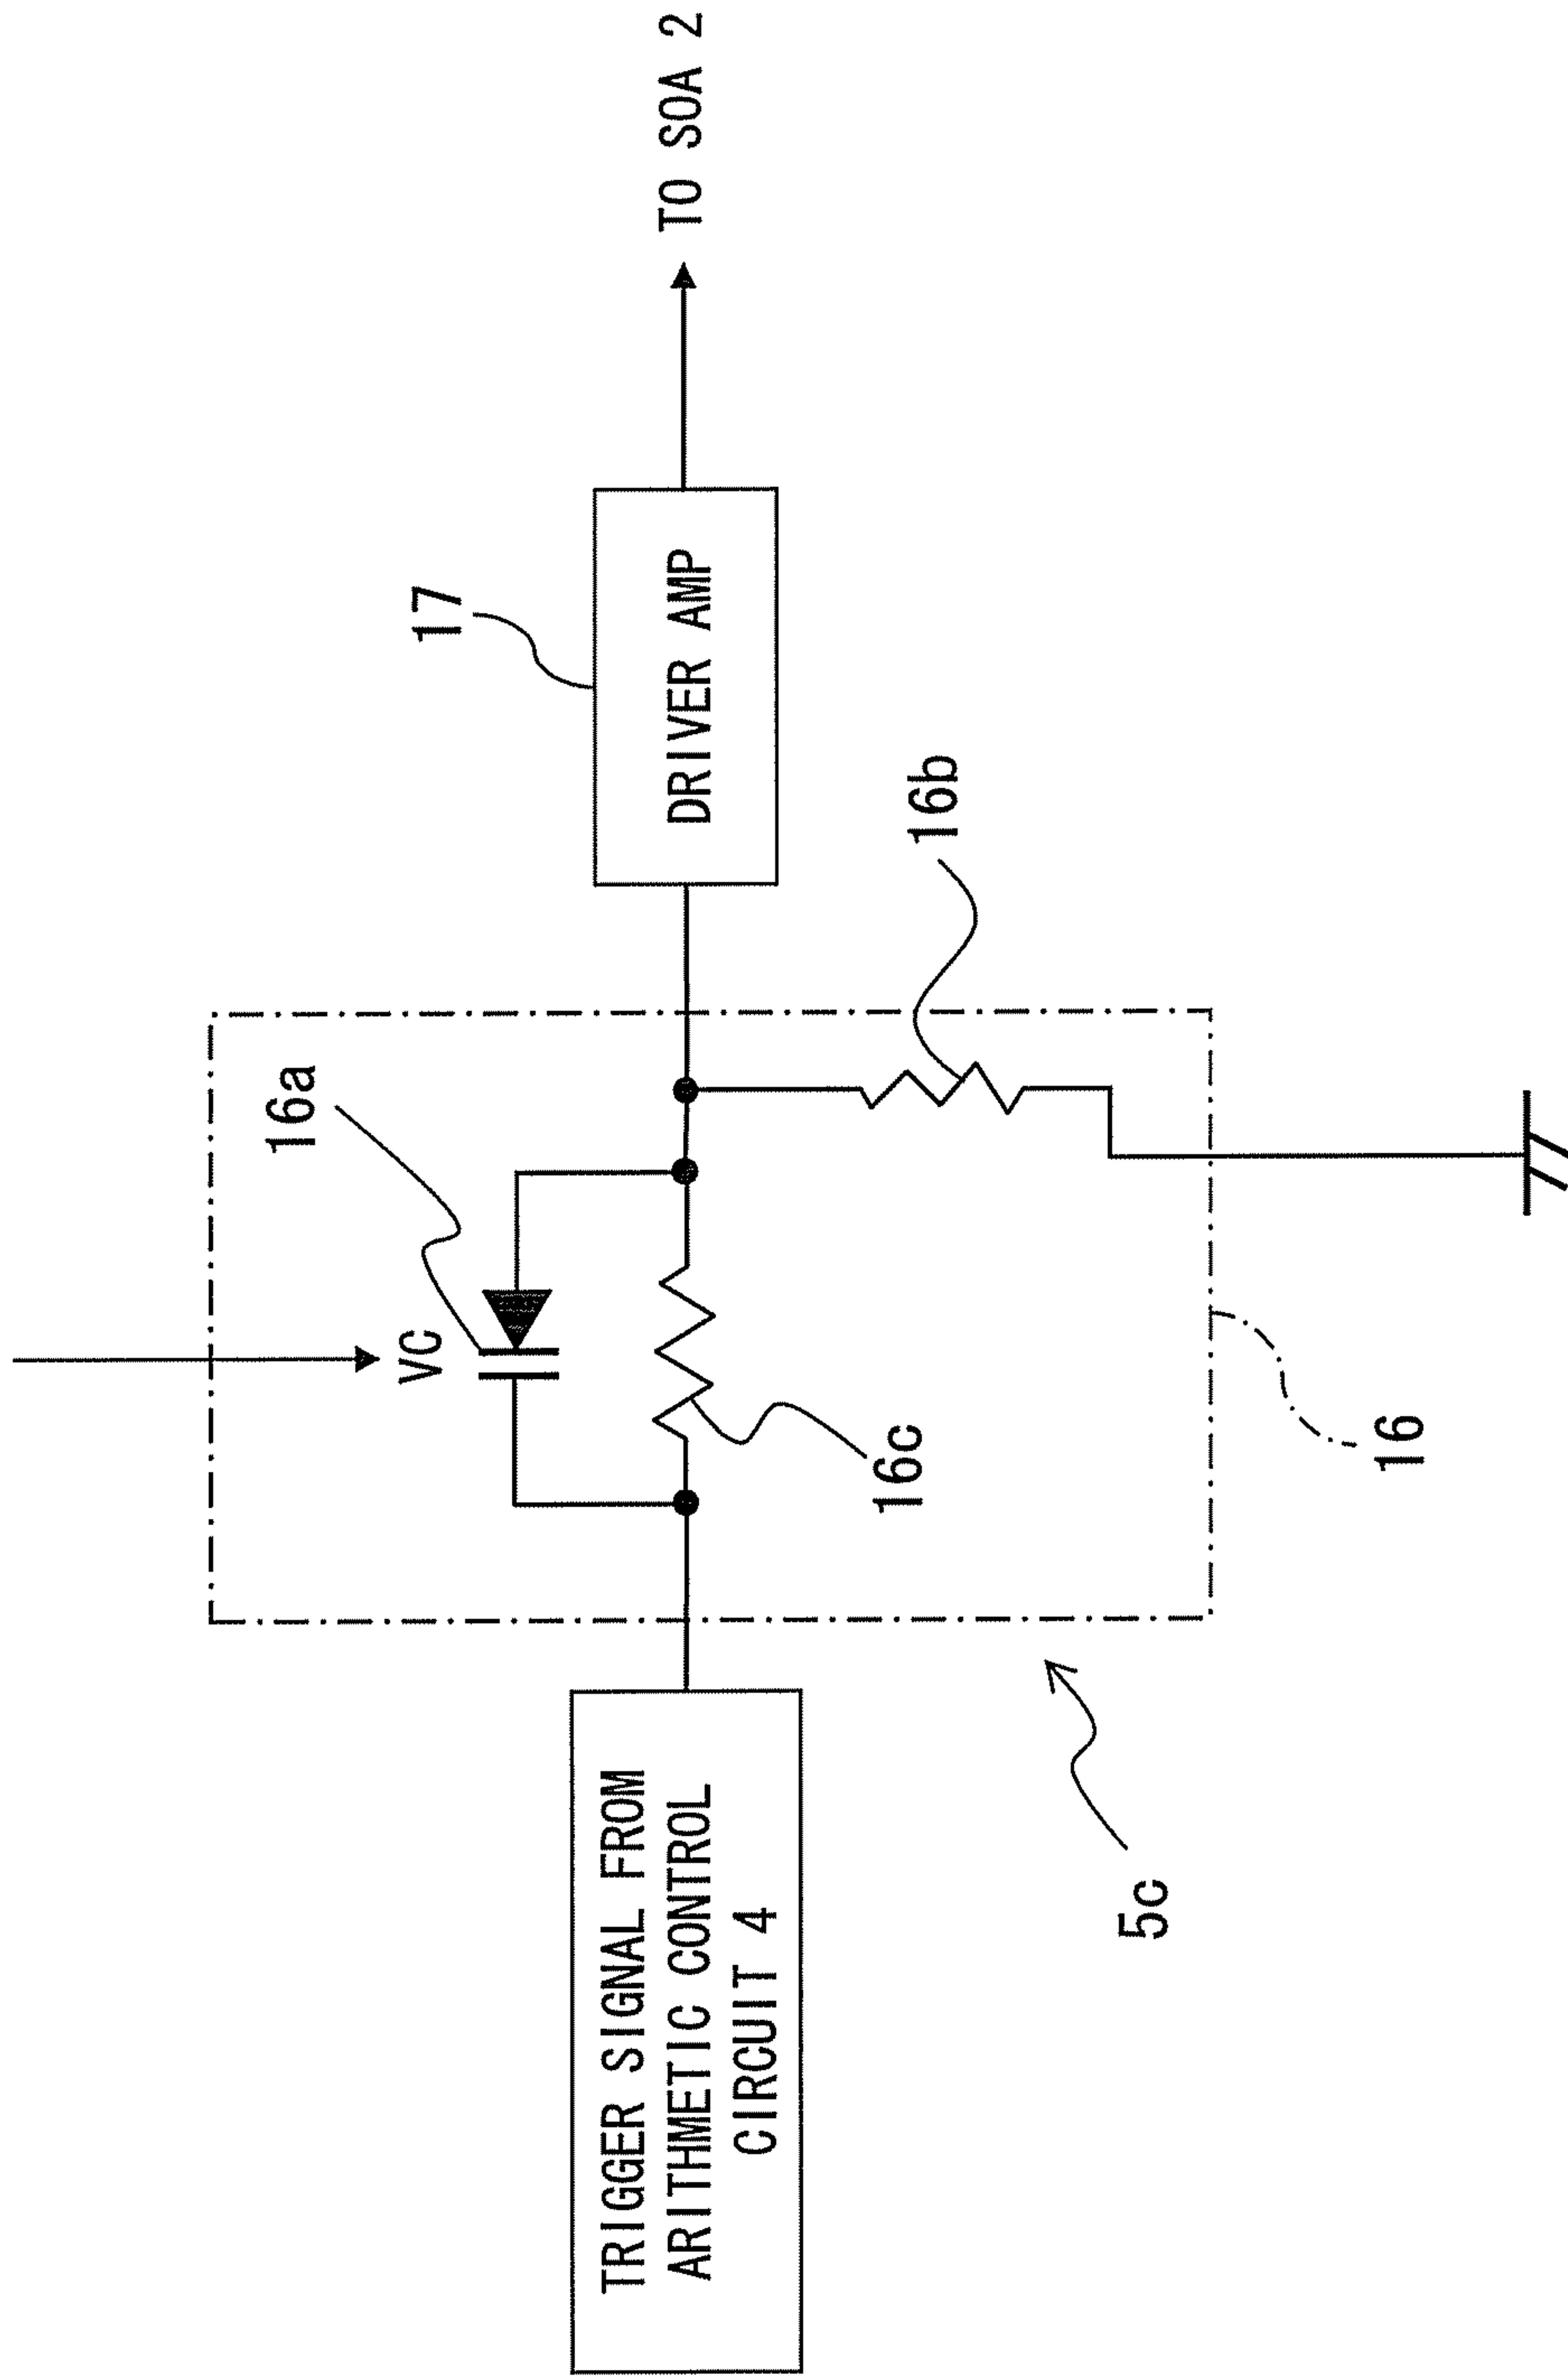 TRIGGER SIGNAL FROM
ARITHMETIC CONTROL
CIRCUIT 4
VC
16a
16c
16b
16
5c
17
DRIVER AMP
TO SOA 2